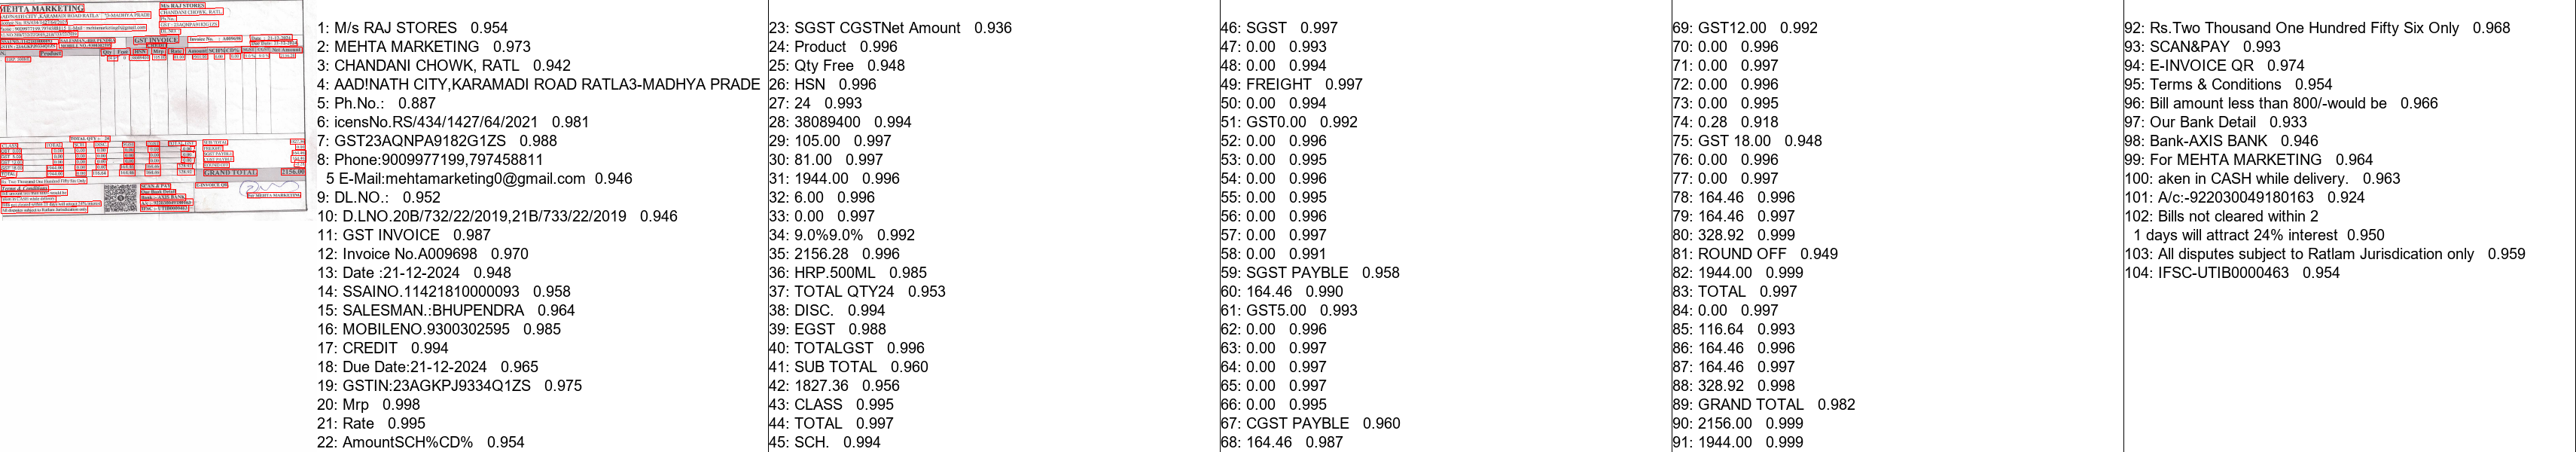 1: M/s RAJ STORES 0.954
2: MEHTA MARKETING 0.973
3: CHANDANI CHOWK, RATL 0.942
4: AAD!NATH CITY,KARAMADI ROAD RATLA3-MADHYA PRADE
5: Ph.No.: 0.887
6: icensNo.RS/434/1427/64/2021 0.981
7: GST23AQNPA9182G1ZS 0.988
8: Phone:9009977199,797458811
5 E-Mail:mehtamarketing0@gmail.com 0.946
9: DL.NO.: 0.952
10: D.LNO.20B/732/22/2019,21B/733/22/2019 0.946
11: GST INVOICE 0.987
12: Invoice No.A009698 0.970
13: Date :21-12-2024 0.948
14: SSAINO.11421810000093 0.958
15: SALESMAN.:BHUPENDRA 0.964
16: MOBILENO.9300302595 0.985
17: CREDIT 0.994
18: Due Date:21-12-2024 0.965
19: GSTIN:23AGKPJ9334Q1ZS 0.975
20: Mrp 0.998
21: Rate 0.995
22: AmountSCH%CD% 0.954
23: SGST CGSTNet Amount 0.936
24: Product 0.996
25: Qty Free 0.948
26: HSN 0.996
27: 24 0.993
28: 38089400 0.994
29: 105.00 0.997
30: 81.00 0.997
31: 1944.00 0.996
32: 6.00 0.996
33: 0.00 0.997
34: 9.0%9.0% 0.992
35: 2156.28 0.996
36: HRP.500ML 0.985
37: TOTAL QTY24 0.953
38: DISC. 0.994
39: EGST 0.988
40: TOTALGST 0.996
41: SUB TOTAL 0.960
42: 1827.36 0.956
43: CLASS 0.995
44: TOTAL 0.997
45: SCH. 0.994
46: SGST 0.997
47: 0.00 0.993
48: 0.00 0.994
49: FREIGHT 0.997
50: 0.00 0.994
51: GST0.00 0.992
52: 0.00 0.996
53: 0.00 0.995
54: 0.00 0.996
55: 0.00 0.995
56: 0.00 0.996
57: 0.00 0.997
58: 0.00 0.991
59: SGST PAYBLE 0.958
60: 164.46 0.990
61: GST5.00 0.993
62: 0.00 0.996
63: 0.00 0.997
64: 0.00 0.997
65: 0.00 0.997
66: 0.00 0.995
67: CGST PAYBLE 0.960
68: 164.46 0.987
69: GST12.00 0.992
70: 0.00 0.996
71: 0.00 0.997
72: 0.00 0.996
73: 0.00 0.995
74: 0.28 0.918
75: GST 18.00 0.948
76: 0.00 0.996
77: 0.00 0.997
78: 164.46 0.996
79: 164.46 0.997
80: 328.92 0.999
81: ROUND OFF 0.949
82: 1944.00 0.999
83: TOTAL 0.997
84: 0.00 0.997
85: 116.64 0.993
86: 164.46 0.996
87: 164.46 0.997
88: 328.92 0.998
89: GRAND TOTAL 0.982
90: 2156.00 0.999
91: 1944.00 0.999
92: Rs.Two Thousand One Hundred Fifty Six Only 0.968
93: SCAN&PAY 0.993
94: E-INVOICE QR 0.974
95: Terms & Conditions 0.954
96: Bill amount less than 800/-would be 0.966
97: Our Bank Detail 0.933
98: Bank-AXIS BANK 0.946
99: For MEHTA MARKETING 0.964
100: aken in CASH while delivery. 0.963
101: A/c:-922030049180163 0.924
102: Bills not cleared within 2
1 days will attract 24% interest 0.950
103: All disputes subject to Ratlam Jurisdication only 0.959
104: IFSC-UTIB0000463 0.954